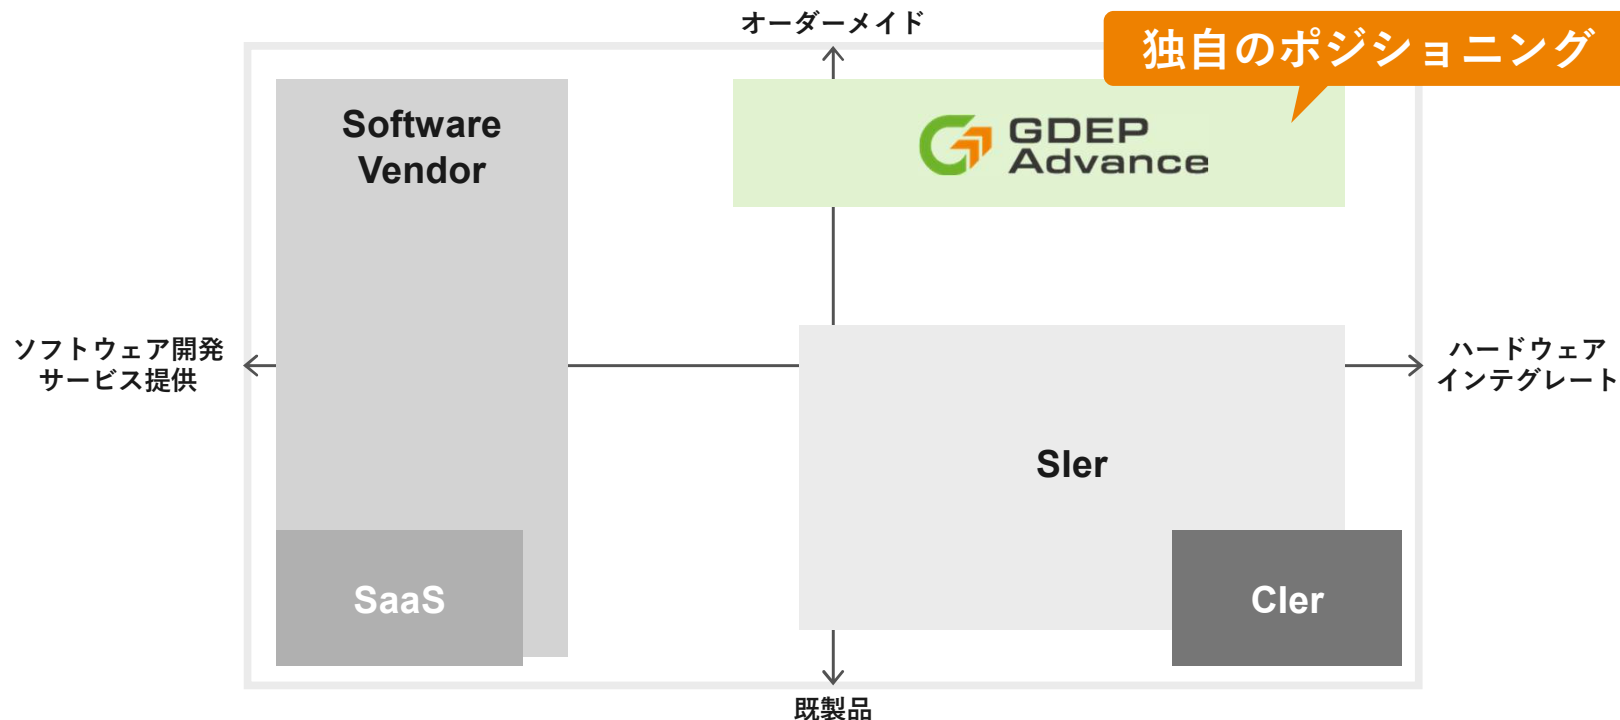 オーダーメイド
独自のポジショニング
Software
Vendor
GDEP
Advance
ソフトウェア開発
サービス提供
ハードウェア
インテグレート
SIer
SaaS
CIer
既製品